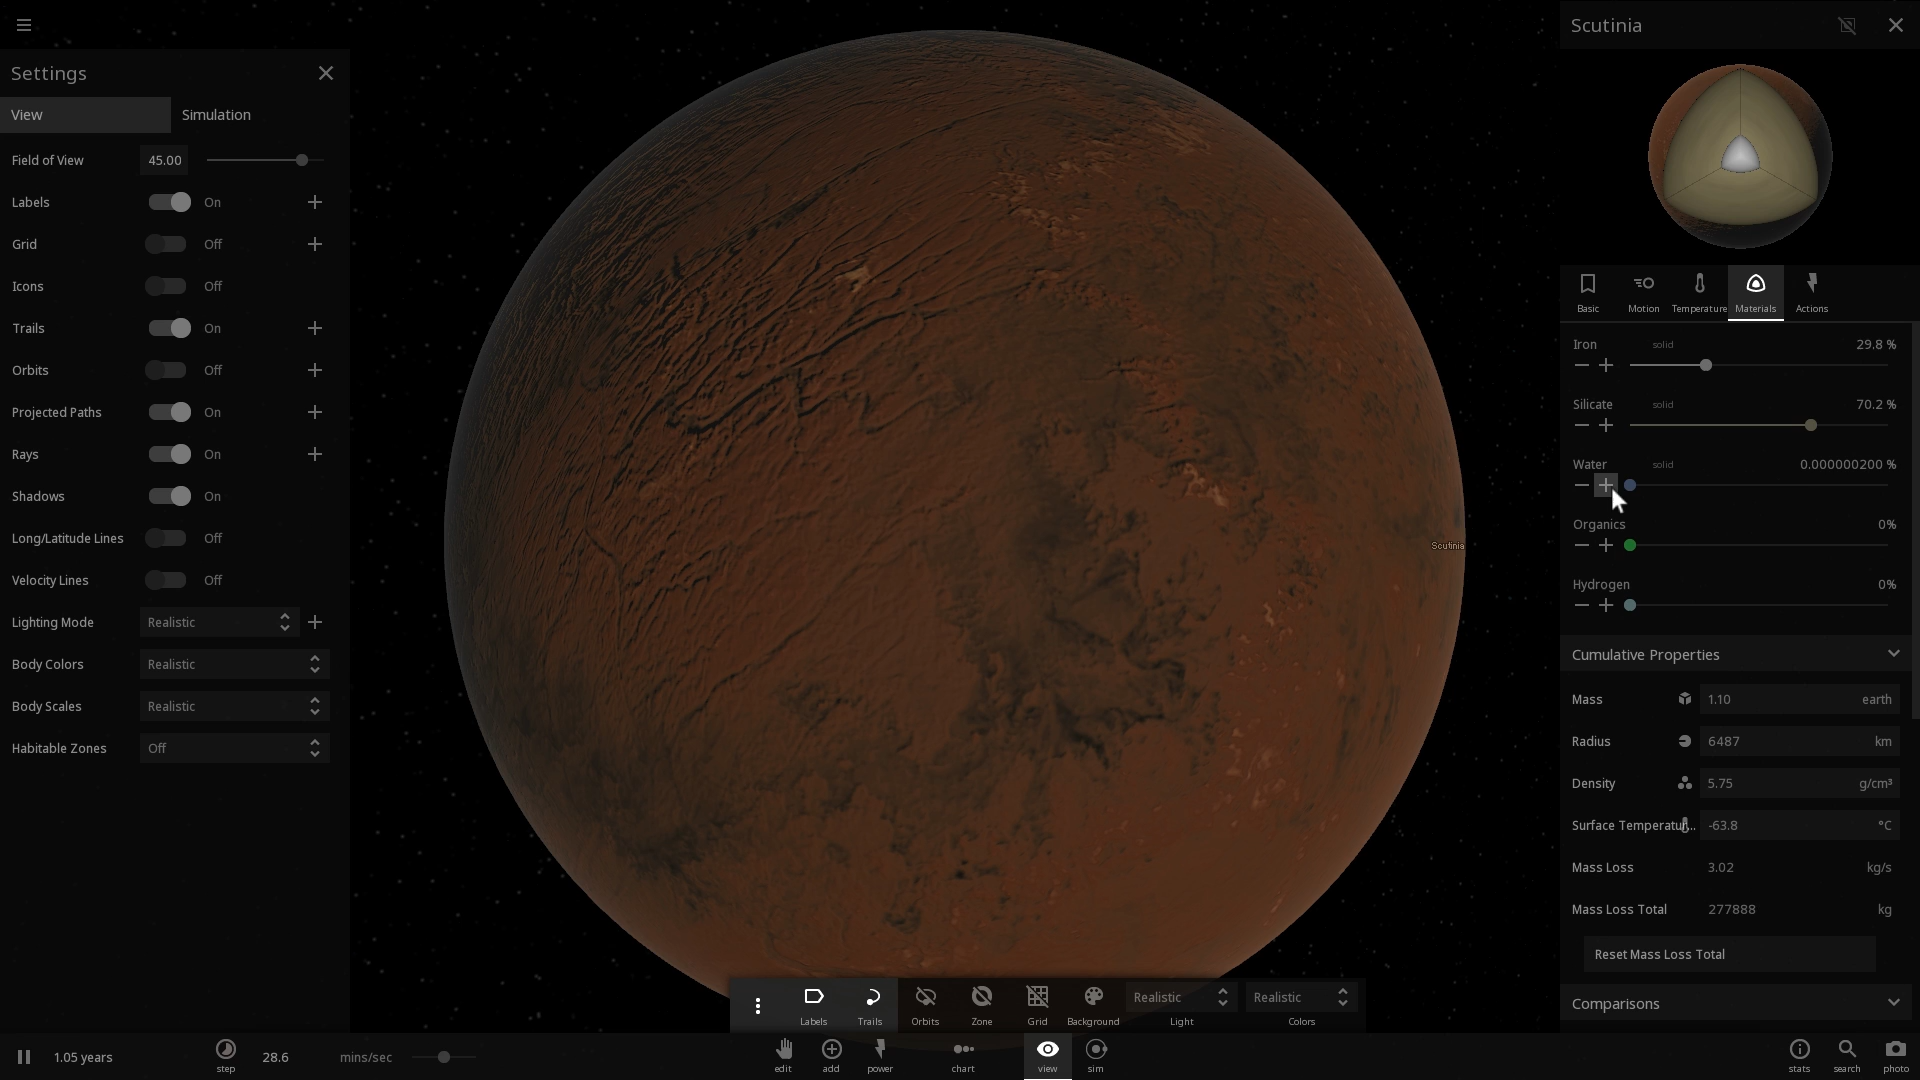 Settings
View Simulation
Field of View 45.00
Labels On
Grid Off
Icons Off
Trails On
Orbits Off
Projected Paths On
Rays On
Shadows On
Long/Latitude Lines Off
Velocity Lines Off
Lighting Mode Realistic
Body Colors Realistic
Body Scales Realistic
Habitable Zones Off
Scutinia
Scutinia
Basic Motion Temperature Materials Actions
Iron solid 29.8 %
Silicate solid 70.2 %
Water solid 0.000000200 %
Organics 0%
Hydrogen 0%
Cumulative Properties
Mass 1.10 earth
Radius 6487 km
Density 5.75 g/cm³
Surface Temperatur... -63.8 °C
Mass Loss 3.02 kg/s
Mass Loss Total 277888 kg
Reset Mass Loss Total
Comparisons
Realistic Realistic
Labels Trails Orbits Zone Grid Background Light Colors
1.05 years step 28.6 mins/sec
edit add power chart view sim
stats search photo